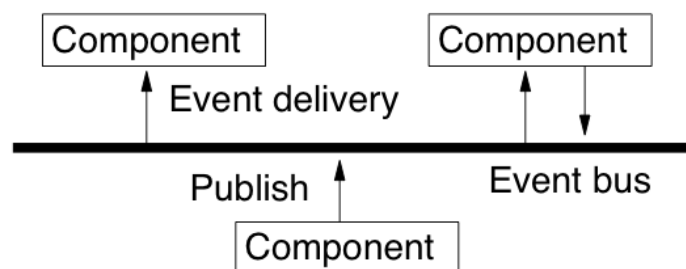 Component
Component
Event delivery
Publish
Event bus
Component